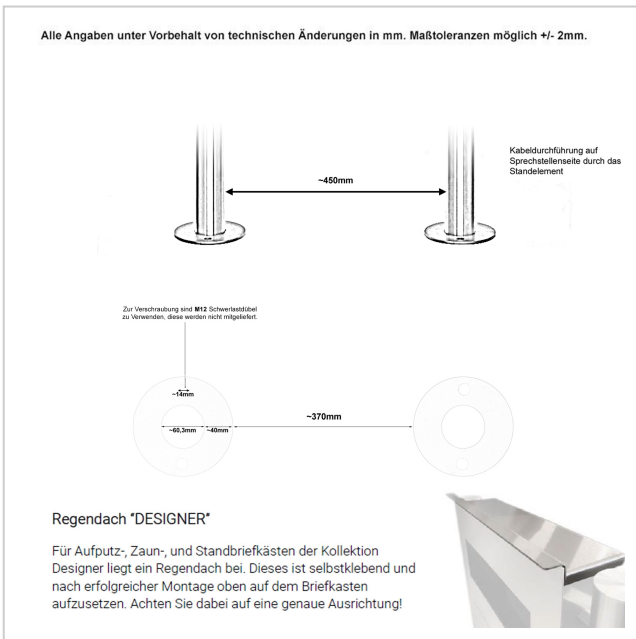 Alle Angaben unter Vorbehalt von technischen Änderungen in mm. Maßtoleranzen möglich +/- 2mm.
~450mm
Kabeldurchführung auf
Sprechstellenseite durch das
Standelement
Zur Verschraubung sind M12 Schwerlastdübel
zu Verwenden, diese werden nicht mitgeliefert.
~14mm
~60,3mm
~40mm
~370mm
Regendach "DESIGNER"
Für Aufputz-, Zaun-, und Standbriefkästen der Kollektion
Designer liegt ein Regendach bei. Dieses ist selbstklebend und
nach erfolgreicher Montage oben auf dem Briefkasten
aufzusetzen. Achten Sie dabei auf eine genaue Ausrichtung!